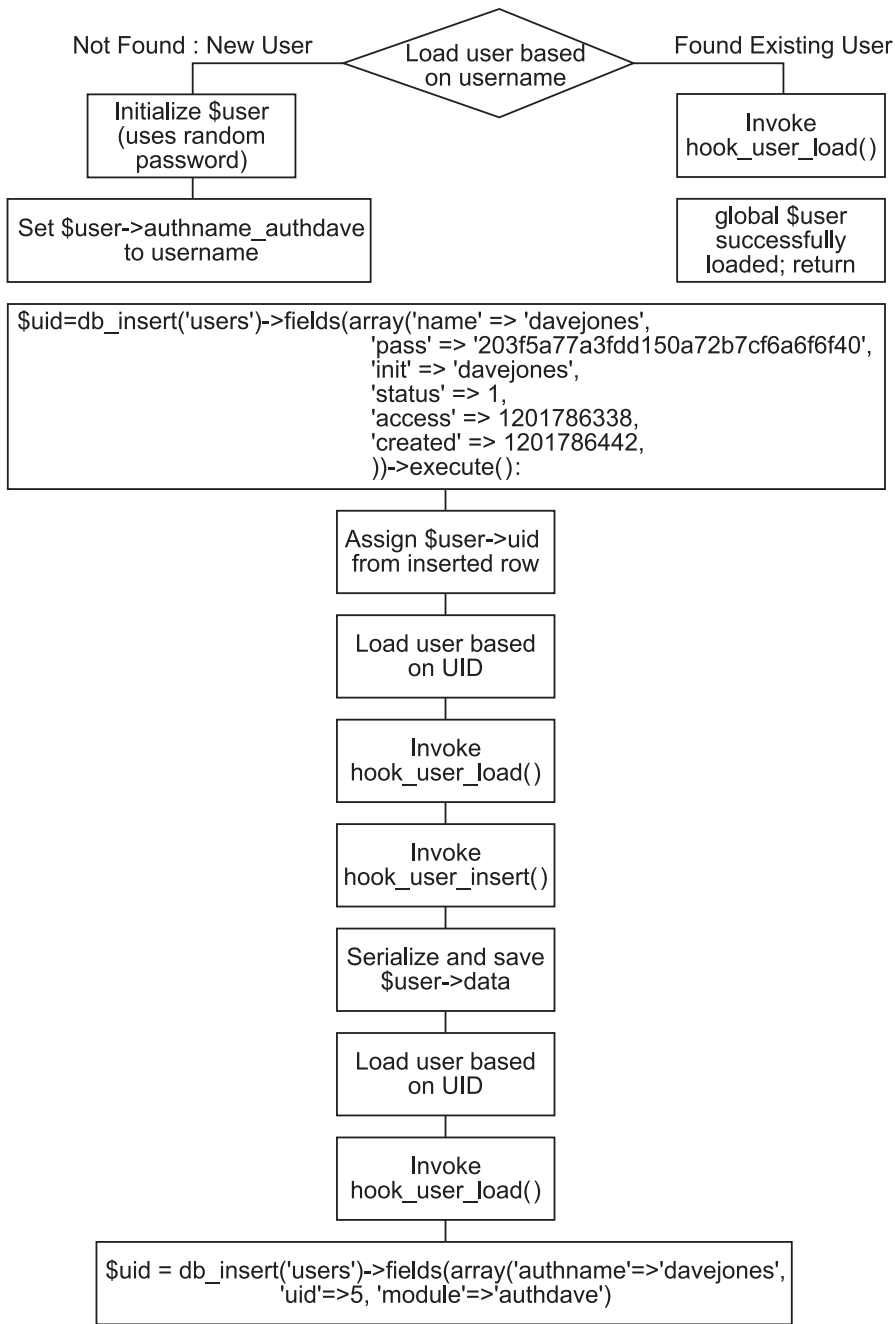 Not Found : New User
Load user based
on username
Found Existing User
Initialize $user
(uses random
password)
Invoke
hook_user_load()
Set $user->authname_authdave
to username
global $user
successfully
loaded; return
$uid=db_insert('users')->fields(array('name' => 'davejones',
'pass' => '203f5a77a3fdd150a72b7cf6a6f6f40',
'init' => 'davejones',
'status' => 1,
'access' => 1201786338,
'created' => 1201786442,
))->execute():
Assign $user->uid
from inserted row
Load user based
on UID
Invoke
hook_user_load()
Invoke
hook_user_insert()
Serialize and save
$user->data
Load user based
on UID
Invoke
hook_user_load()
$uid = db_insert('users')->fields(array('authname'=>'davejones',
'uid'=>5, 'module'=>'authdave')